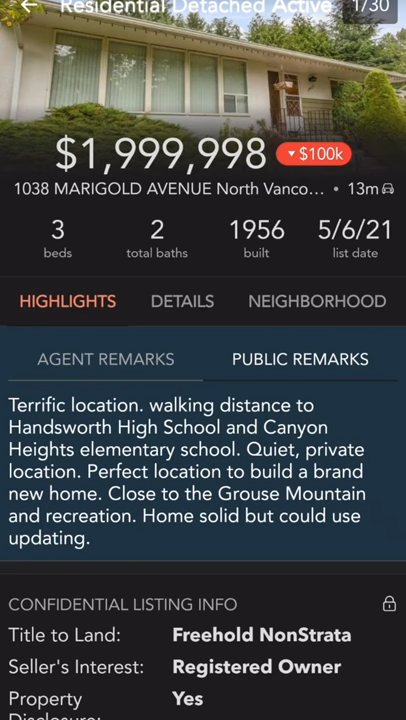 Residential Detached Active 1/30
$1,999,998 $100k
1038 MARIGOLD AVENUE North Vanco... • 13m
3 2 1956 5/6/21
beds total baths built list date
HIGHLIGHTS DETAILS NEIGHBORHOOD
AGENT REMARKS PUBLIC REMARKS
Terrific location. walking distance to
Handsworth High School and Canyon
Heights elementary school. Quiet, private
location. Perfect location to build a brand
new home. Close to the Grouse Mountain
and recreation. Home solid but could use
updating.
CONFIDENTIAL LISTING INFO
Title to Land: Freehold NonStrata
Seller's Interest: Registered Owner
Property Yes
Disclosure: